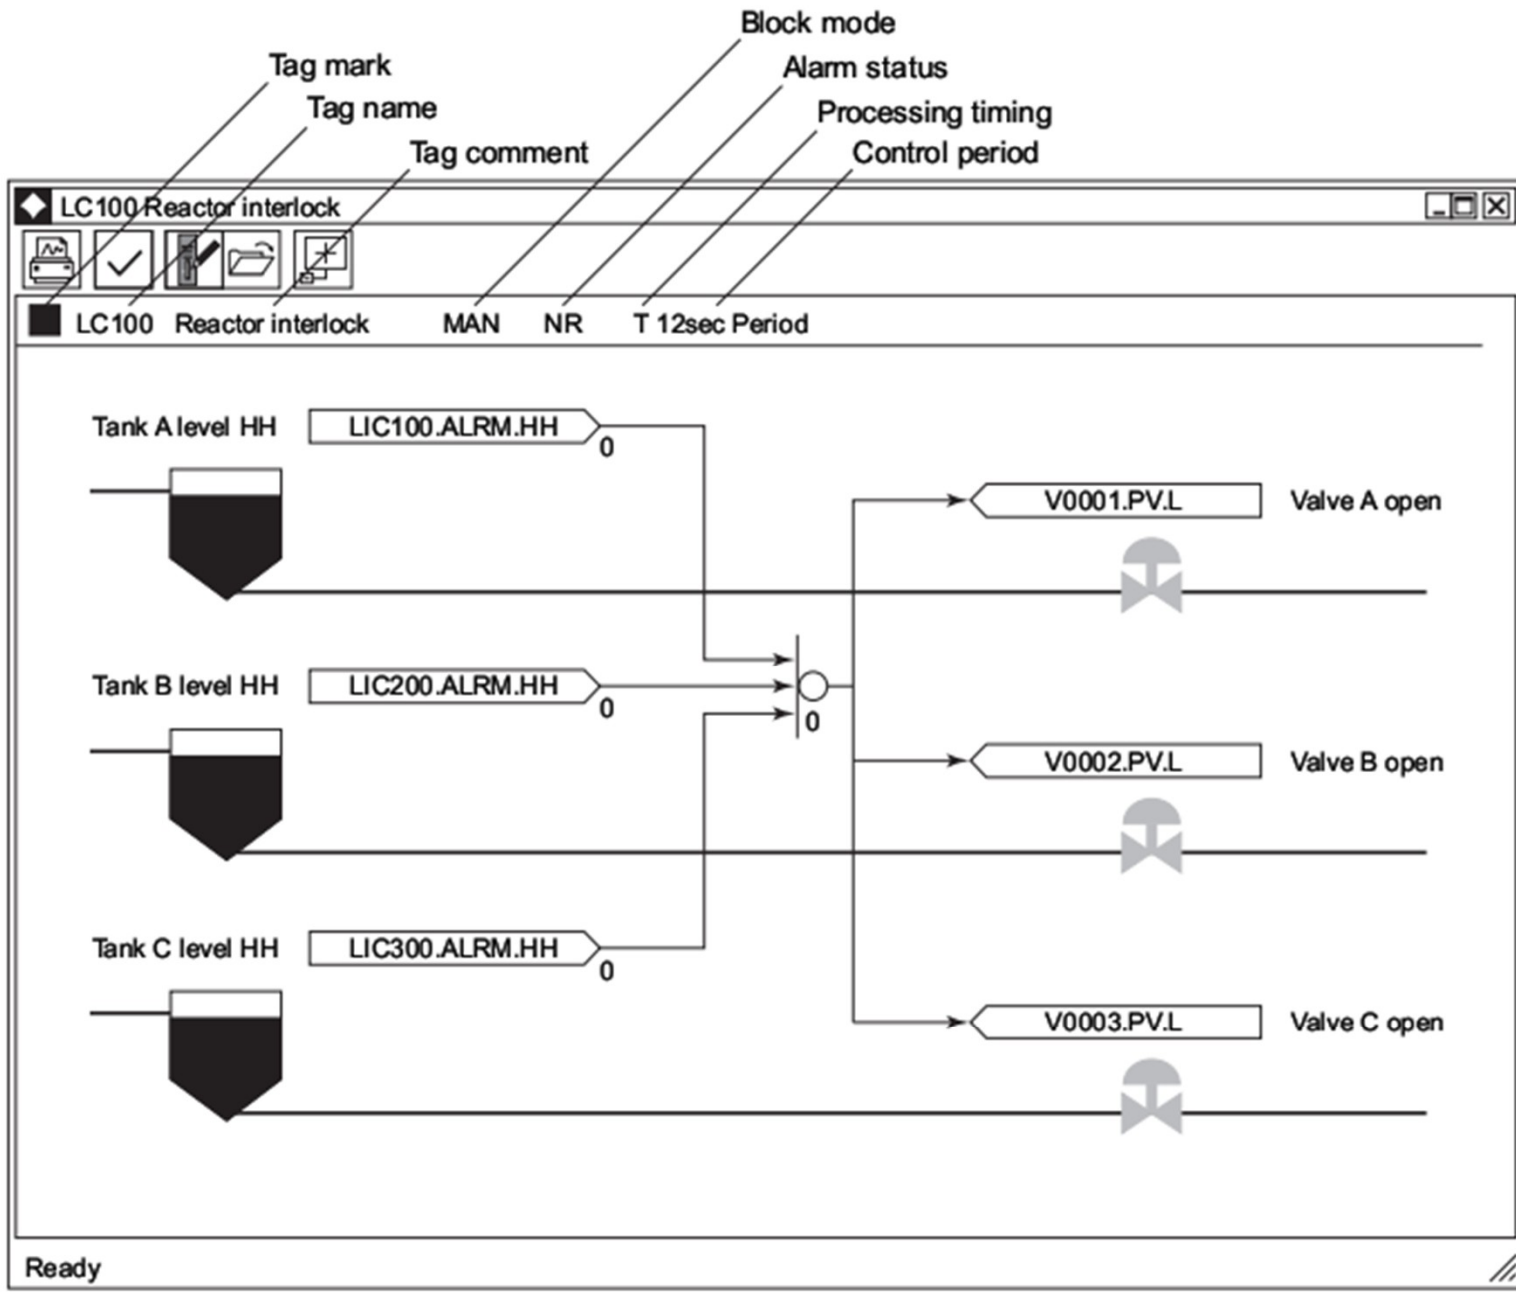 Block mode
Tag mark
Alarm status
Tag name
Processing timing
Tag comment
Control period
LC100 Reactor interlock
LC100 Reactor interlock MAN NR T 12sec Period
Tank A level HH LIC100.ALRM.HH
0
V0001.PV.L Valve A open
Tank B level HH LIC200.ALRM.HH
0
0
V0002.PV.L Valve B open
Tank C level HH LIC300.ALRM.HH
0
V0003.PV.L Valve C open
Ready